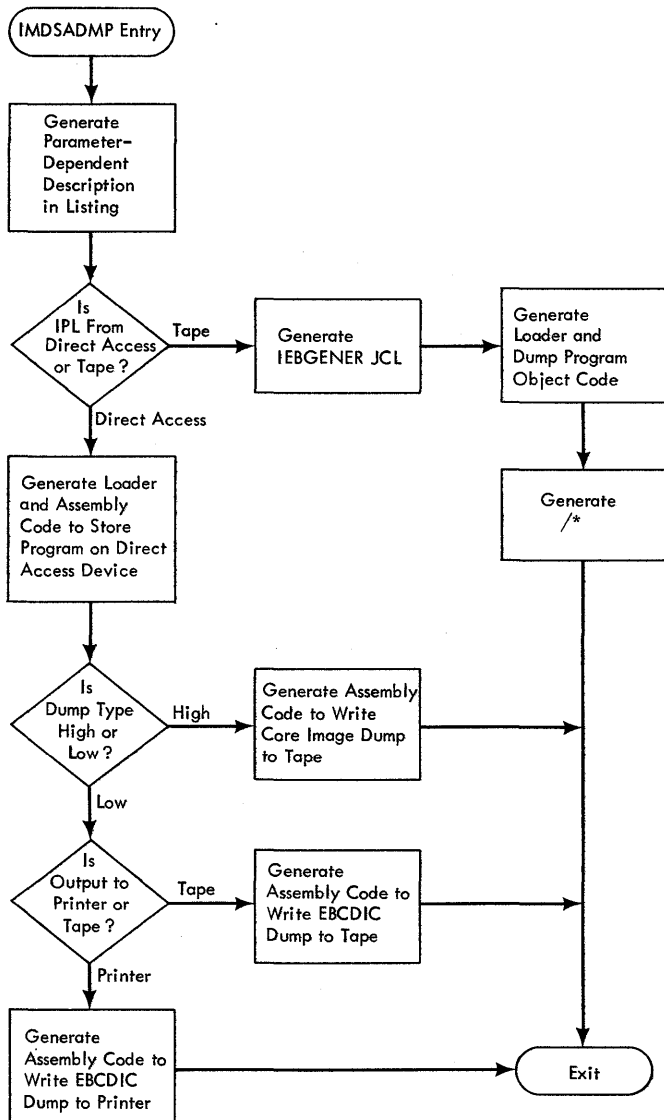 IMDSADMP Entry
Generate
Parameter-
Dependent
Description
in Listing
Is
IPL From
Direct Access
or Tape?
Tape
Direct Access
Generate
IEBGENER JCL
Generate
Loader and
Dump Program
Object Code
Generate
/*
Generate Loader
and Assembly
Code to Store
Program on Direct
Access Device
Is
Dump Type
High or
Low?
High
Low
Generate Assembly
Code to Write
Core Image Dump
to Tape
Is
Output to
Printer or
Tape?
Tape
Printer
Generate
Assembly Code to
Write EBCDIC
Dump to Tape
Generate
Assembly Code to
Write EBCDIC
Dump to Printer
Exit